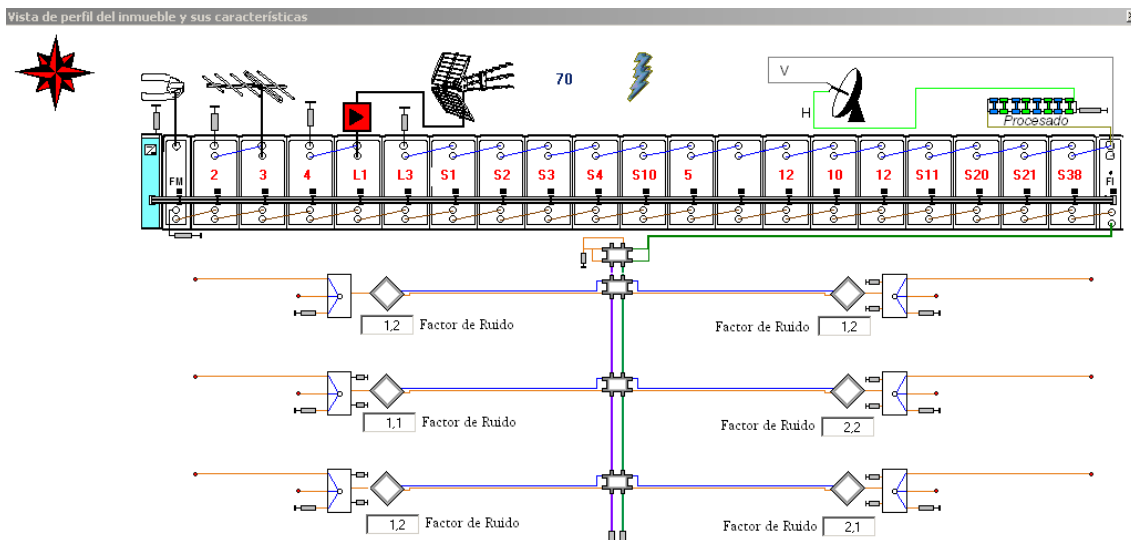 Vista de perfil del inmueble y sus características
70
V
H
Procesado
FM 2 3 4 L1 L3 S1 S2 S3 S4 S10 5 12 10 12 S11 S20 S21 S38 FI
1,2 Factor de Ruido
Factor de Ruido 1,2
1,1 Factor de Ruido
Factor de Ruido 2,2
1,2 Factor de Ruido
Factor de Ruido 2,1